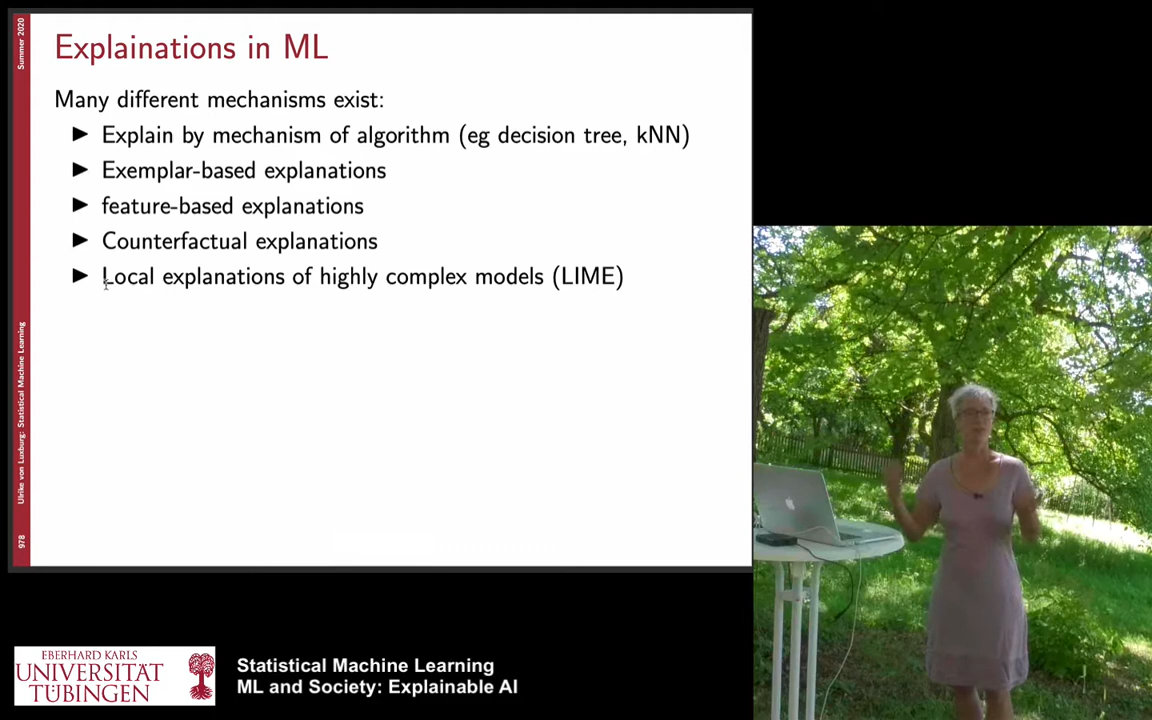 Summer 2020
Explainations in ML
Many different mechanisms exist:
Explain by mechanism of algorithm (eg decision tree, kNN)
Exemplar-based explanations
feature-based explanations
Counterfactual explanations
Local explanations of highly complex models (LIME)
Ulrike von Luxburg: Statistical Machine Learning
978
EBERHARD KARLS
UNIVERSITÄT
TÜBINGEN
Statistical Machine Learning
ML and Society: Explainable AI